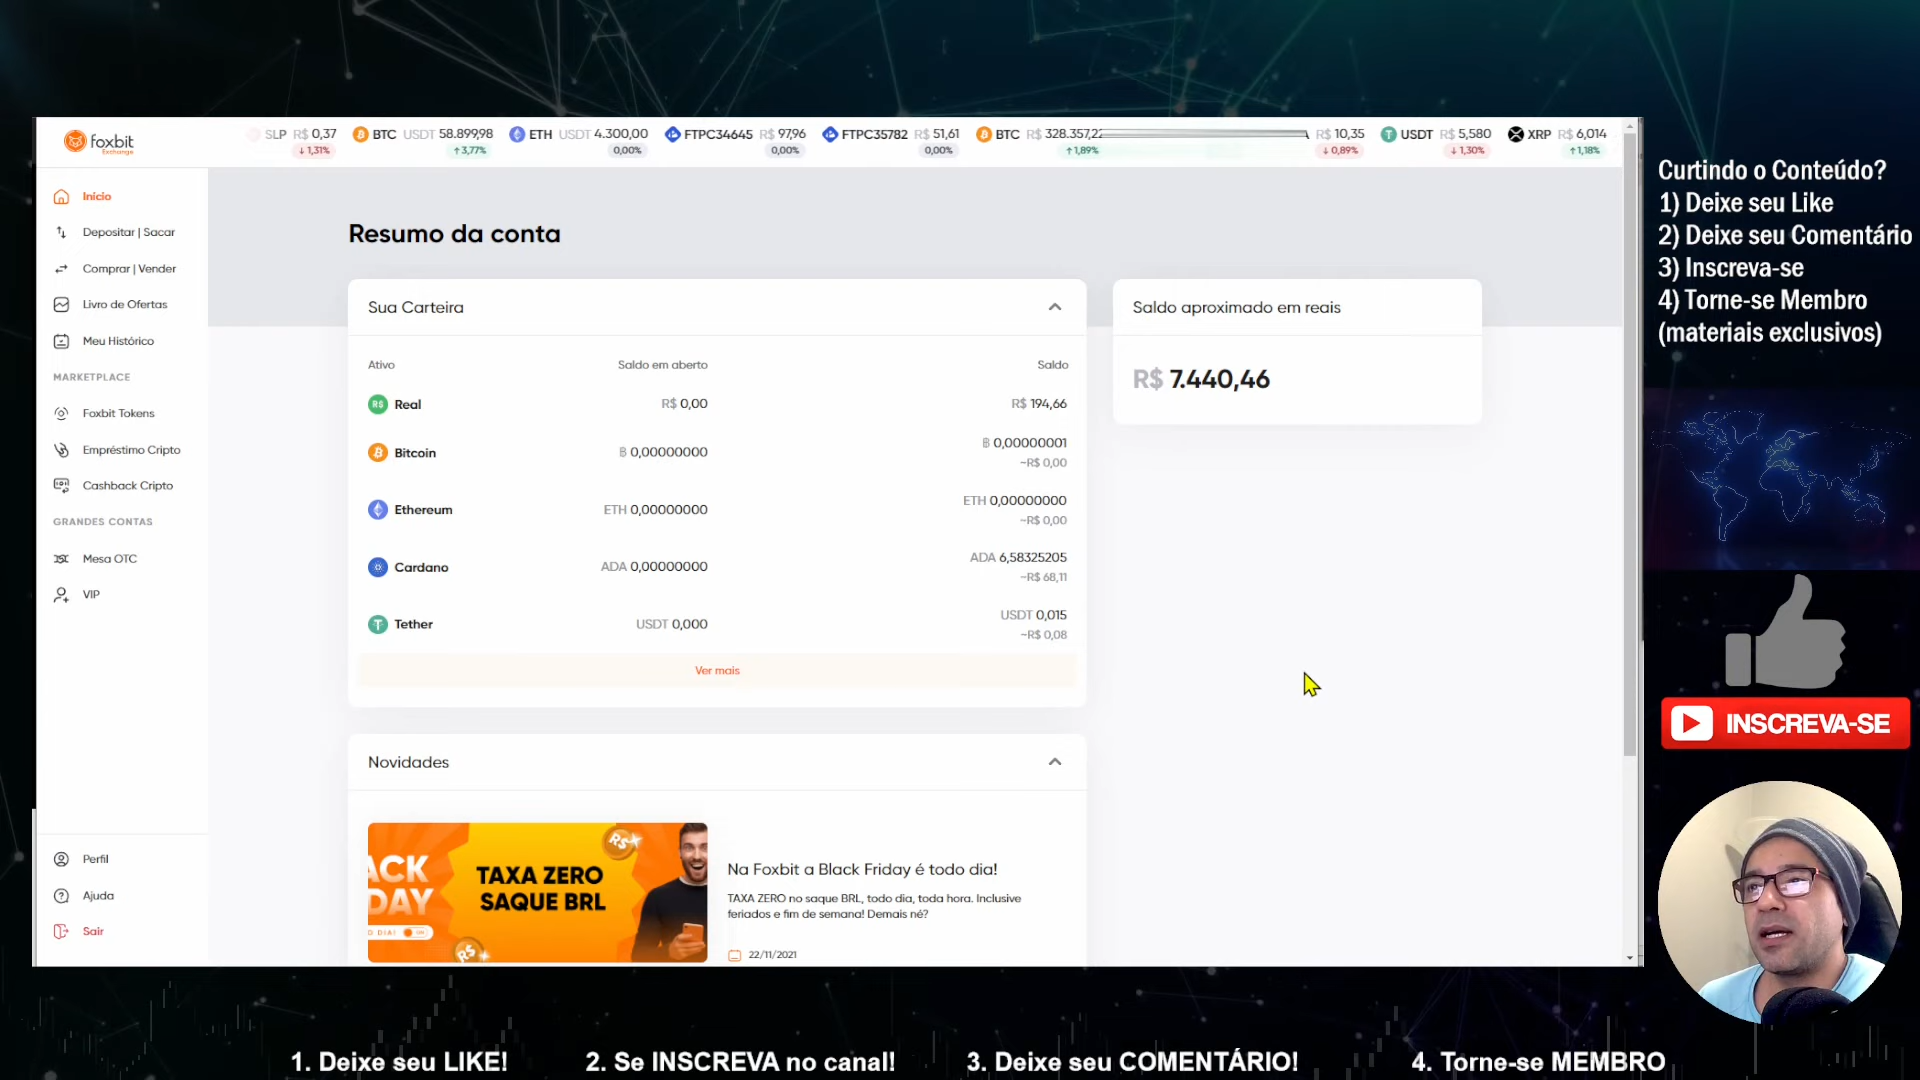 foxbit
Exchange
SLP R$ 0,37
↓ 1,31%
BTC USDT 58.899,98
↑ 3,77%
ETH USDT 4.300,00
0,00%
FTPC34645 R$ 97,96
0,00%
FTPC35782 R$ 51,61
0,00%
BTC R$ 328.357,22
↑ 1,89%
R$ 10,35
↓ 0,89%
USDT R$ 5,580
↓ 1,30%
XRP R$ 6,014
↑ 1,18%
Início
Depositar | Sacar
Comprar | Vender
Livro de Ofertas
Meu Histórico
MARKETPLACE
Foxbit Tokens
Empréstimo Cripto
Cashback Cripto
GRANDES CONTAS
Mesa OTC
VIP
Perfil
Ajuda
Sair
Resumo da conta
Sua Carteira
Ativo Saldo em aberto Saldo
Real R$ 0,00 R$ 194,66
Bitcoin ฿ 0,00000000 ฿ 0,00000001
~R$ 0,00
Ethereum ETH 0,00000000 ETH 0,00000000
~R$ 0,00
Cardano ADA 0,00000000 ADA 6,58325205
~R$ 68,11
Tether USDT 0,000 USDT 0,015
~R$ 0,08
Ver mais
Saldo aproximado em reais
R$ 7.440,46
Novidades
ACK
DAY
O DIA! ON
TAXA ZERO
SAQUE BRL
R$
R$
Na Foxbit a Black Friday é todo dia!
TAXA ZERO no saque BRL, todo dia, toda hora. Inclusive
feriados e fim de semana! Demais né?
22/11/2021
Curtindo o Conteúdo?
1) Deixe seu Like
2) Deixe seu Comentário
3) Inscreva-se
4) Torne-se Membro
(materiais exclusivos)
INSCREVA-SE
1. Deixe seu LIKE! 2. Se INSCREVA no canal! 3. Deixe seu COMENTÁRIO! 4. Torne-se MEMBRO